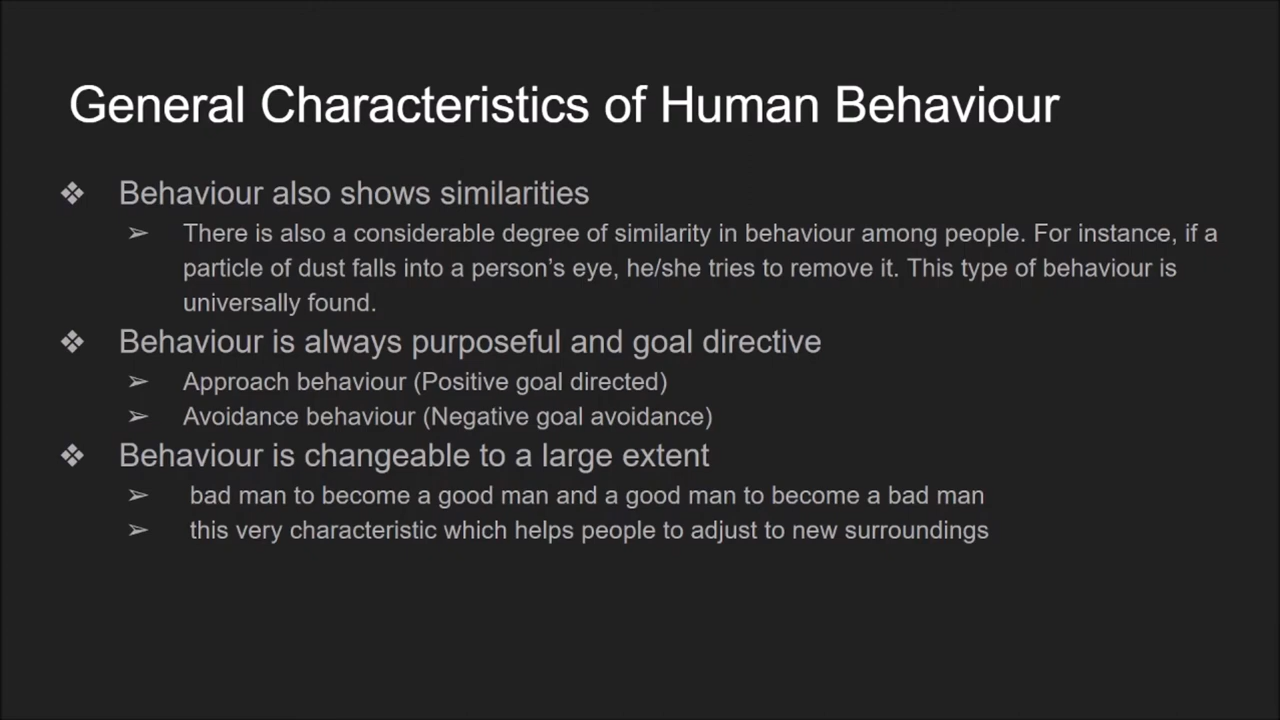 General Characteristics of Human Behaviour
❖ Behaviour also shows similarities
➢ There is also a considerable degree of similarity in behaviour among people. For instance, if a
particle of dust falls into a person’s eye, he/she tries to remove it. This type of behaviour is
universally found.
❖ Behaviour is always purposeful and goal directive
➢ Approach behaviour (Positive goal directed)
➢ Avoidance behaviour (Negative goal avoidance)
❖ Behaviour is changeable to a large extent
➢ bad man to become a good man and a good man to become a bad man
➢ this very characteristic which helps people to adjust to new surroundings